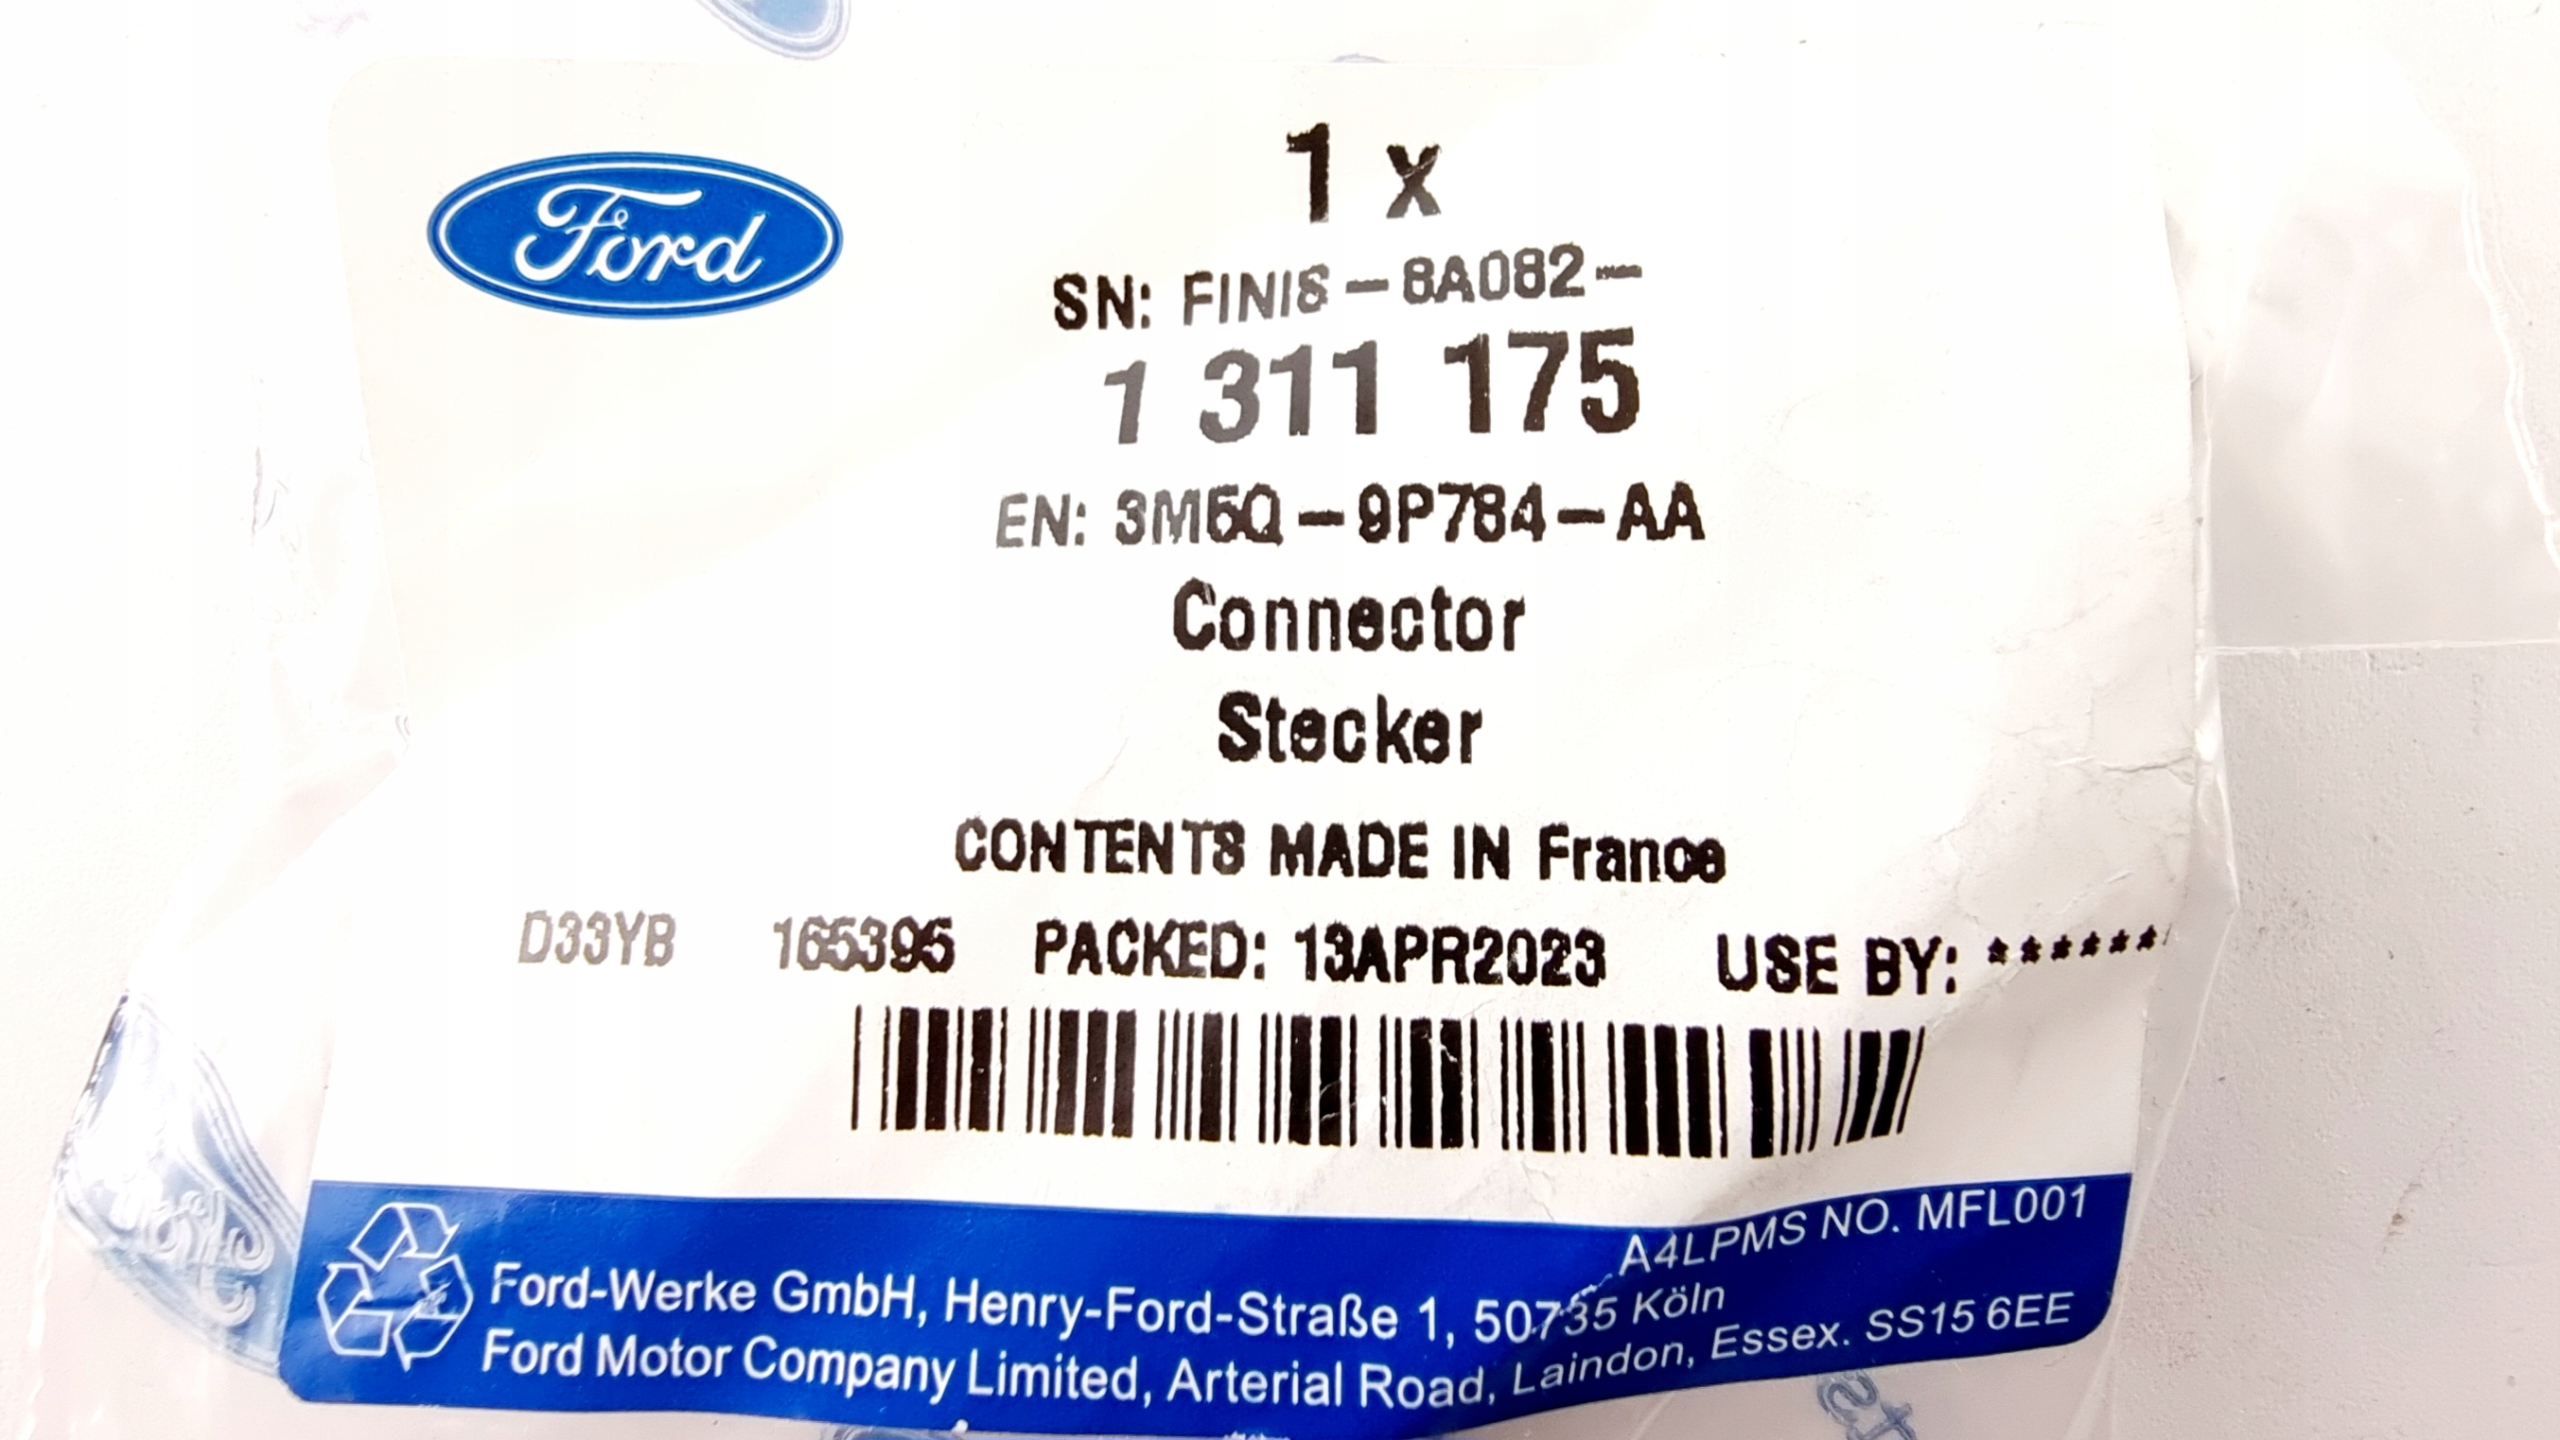 Ford
1 x
SN: FINIS - 8A082 -
1 311 175
EN: 3M5Q - 9P784 - AA
Connector
Stecker
CONTENTS MADE IN France
D33YB 165395 PACKED: 13APR2023 USE BY: ******
A4LPMS NO. MFL001
Ford-Werke GmbH, Henry-Ford-Straße 1, 50735 Köln
Ford Motor Company Limited, Arterial Road, Laindon, Essex. SS15 6EE